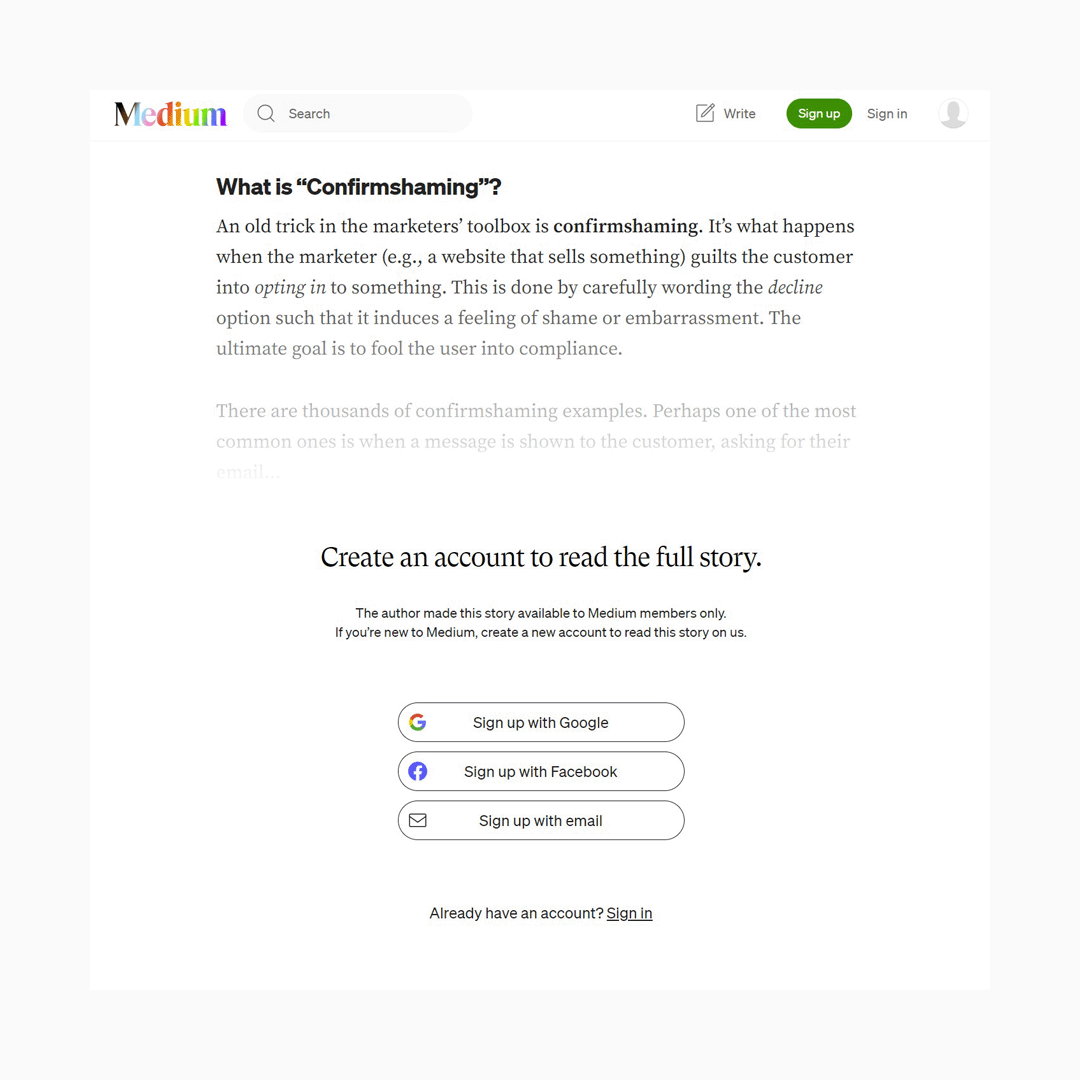 Medium
Search
Write
Sign up
Sign in
What is “Confirmshaming”?
An old trick in the marketers’ toolbox is confirmshaming. It’s what happens
when the marketer (e.g., a website that sells something) guilts the customer
into opting in to something. This is done by carefully wording the decline
option such that it induces a feeling of shame or embarrassment. The
ultimate goal is to fool the user into compliance.
There are thousands of confirmshaming examples. Perhaps one of the most
common ones is when a message is shown to the customer, asking for their
email...
Create an account to read the full story.
The author made this story available to Medium members only.
If you’re new to Medium, create a new account to read this story on us.
Sign up with Google
Sign up with Facebook
Sign up with email
Already have an account? Sign in